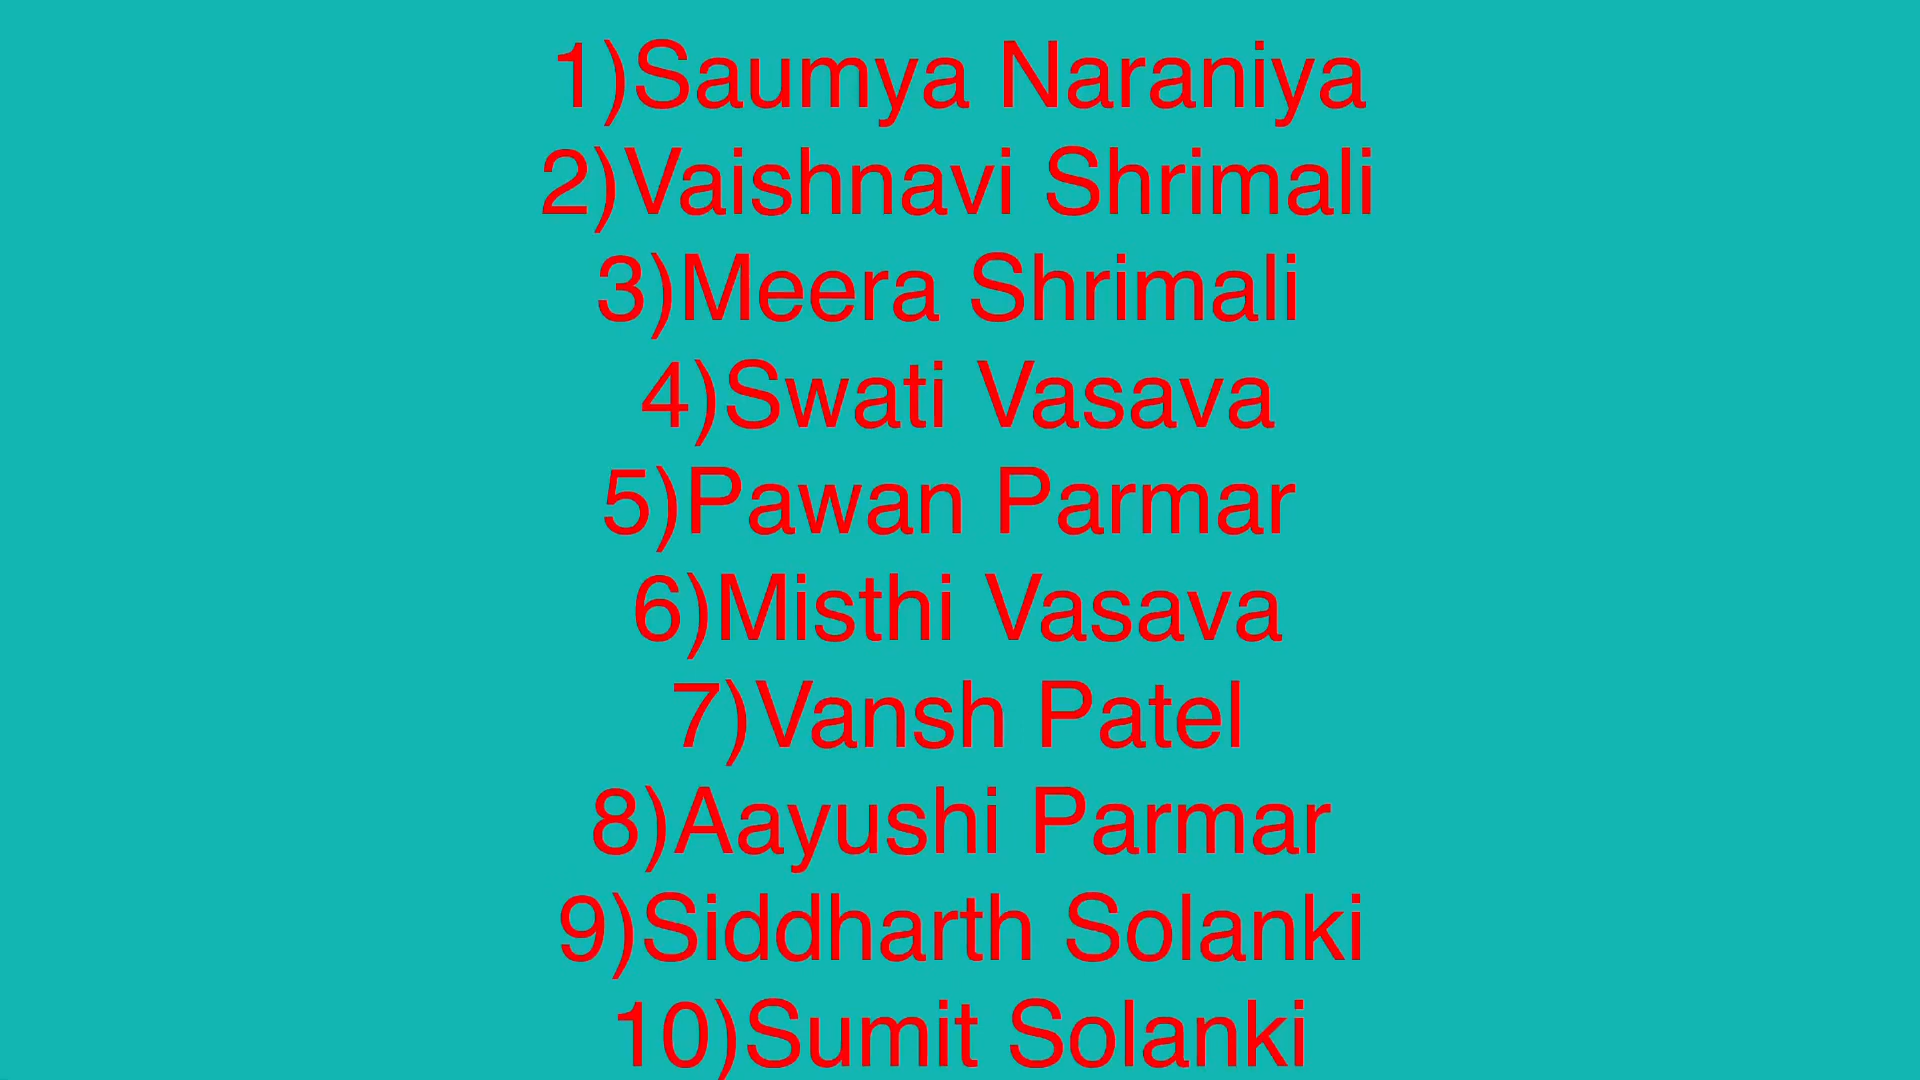 1)Saumya Naraniya
2)Vaishnavi Shrimali
3)Meera Shrimali
4)Swati Vasava
5)Pawan Parmar
6)Misthi Vasava
7)Vansh Patel
8)Aayushi Parmar
9)Siddharth Solanki
10)Sumit Solanki